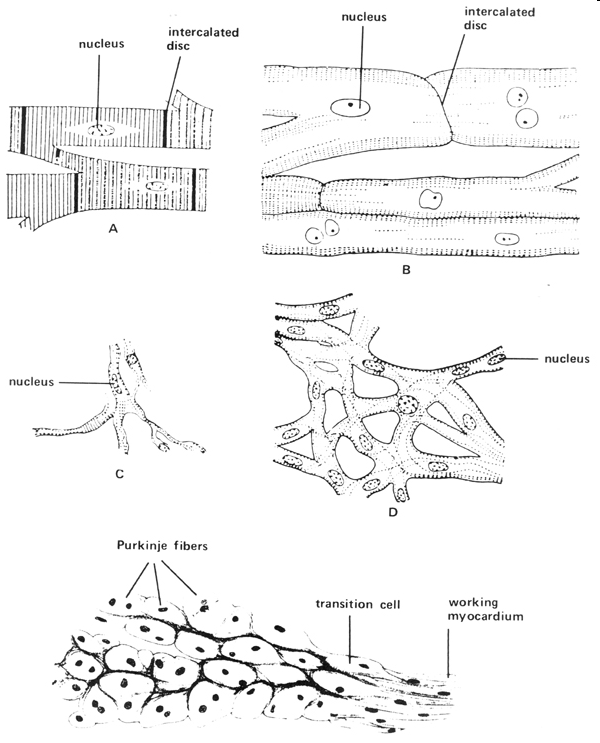 nucleus
intercalated
disc
A
nucleus
intercalated
disc
B
nucleus
C
nucleus
D
Purkinje fibers
transition cell
working
myocardium